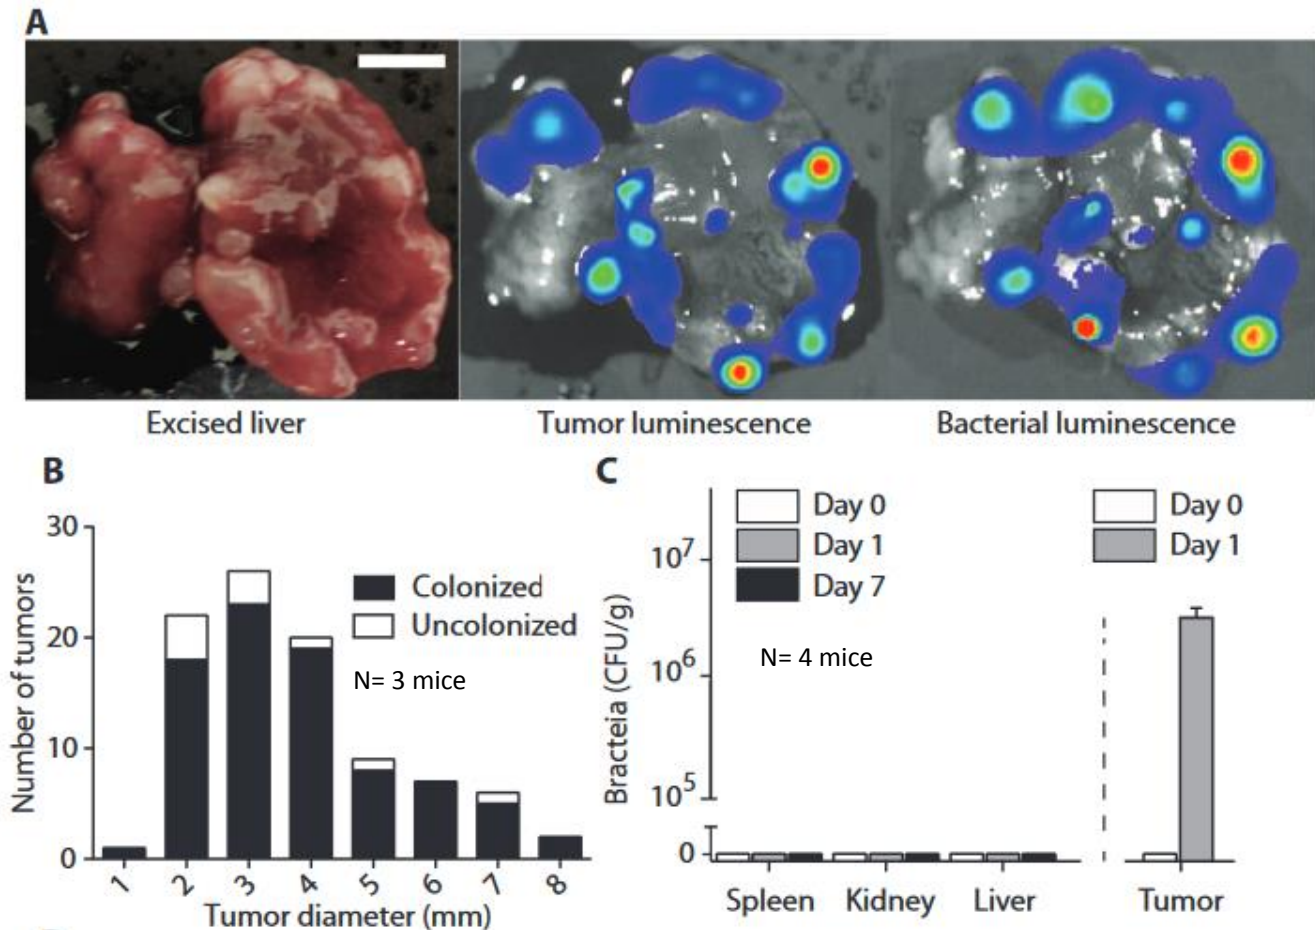 A
Excised liver
Tumor luminescence
Bacterial luminescence
B
Number of tumors
30
20
10
0
Colonized
Uncolonized
N= 3 mice
1 2 3 4 5 6 7 8
Tumor diameter (mm)
C
Bracteia (CFU/g)
10⁷
10⁶
10⁵
0
Day 0
Day 1
Day 7
N= 4 mice
Day 0
Day 1
Spleen Kidney Liver Tumor